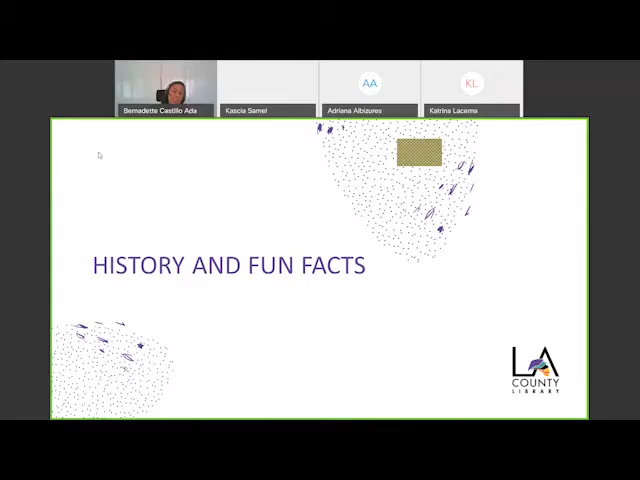 AA
KL
Bernadette Castillo Ada
Kascia Samel
Adriana Albizures
Katrina Lacerna
HISTORY AND FUN FACTS
LA
COUNTY
LIBRARY